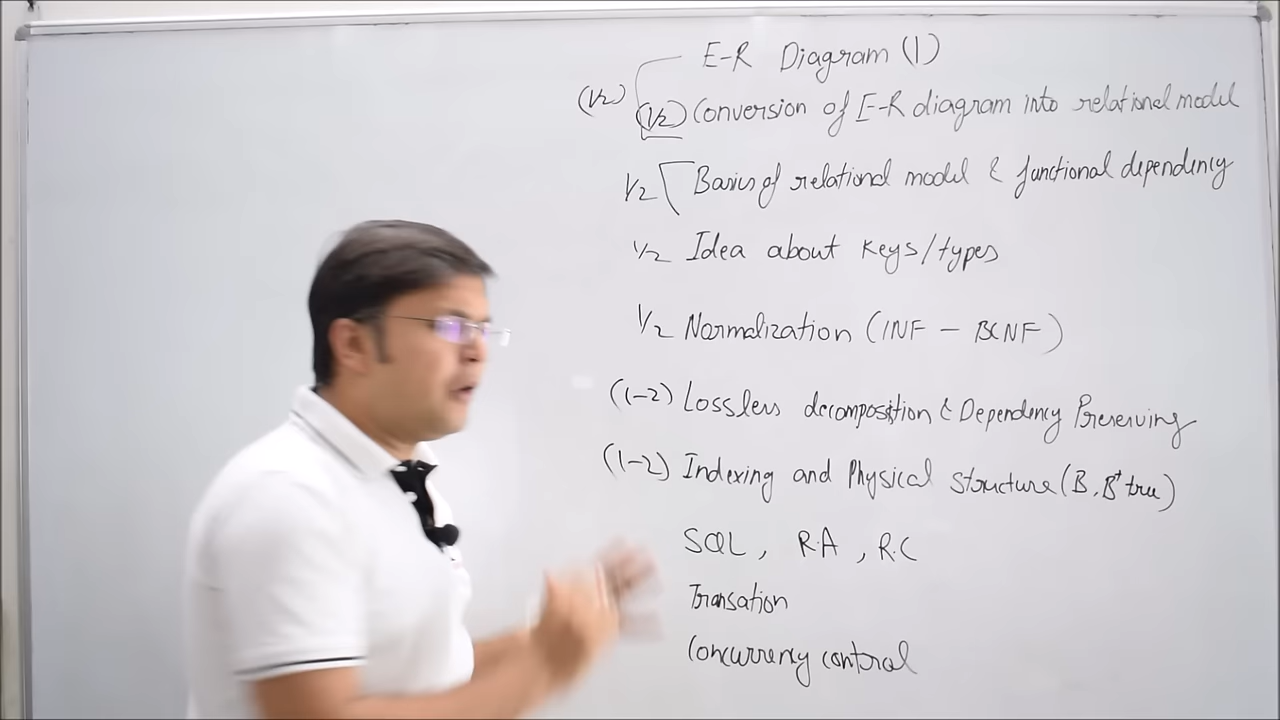 E-R Diagram (1)
(1/2) (1/2) Conversion of E-R diagram into relational model
1/2 Basics of relational model & functional dependency
1/2 Idea about keys/types
1/2 Normalization (1NF - BCNF)
(1-2) Lossless decomposition & Dependency Preserving
(1-2) Indexing and Physical structure (B, B+ tree)
SQL, R.A, R.C
Transation
Concurrency control